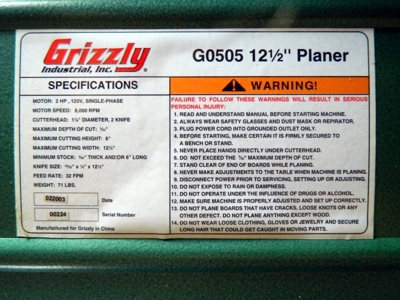 Grizzly
Industrial, Inc.
G0505 12½" Planer
SPECIFICATIONS
MOTOR: 2 HP, 120V, SINGLE-PHASE
MOTOR SPEED: 8,000 RPM
CUTTERHEAD: DIAMETER, 2 KNIFE
MAXIMUM DEPTH OF CUT:
MAXIMUM CUTTING HEIGHT: 6"
MAXIMUM CUTTING WIDTH: 12½"
MINIMUM STOCK: THICK AND/OR 6" LONG
KNIFE SIZE:
FEED RATE: 32 FPM
WEIGHT: 71 LBS.
022003
Date
00224
Serial Number
Manufactured for Grizzly in China
WARNING!
FAILURE TO FOLLOW THESE WARNINGS WILL RESULT IN SERIOUS
PERSONAL INJURY:
1. READ AND UNDERSTAND MANUAL BEFORE STARTING MACHINE.
2. ALWAYS WEAR SAFETY GLASSES AND DUST MASK OR REPIRATOR.
3. PLUG POWER CORD INTO GROUNDED OUTLET ONLY.
4. BEFORE STARTING, MAKE CERTAIN IT IS FIRMLY SECURED TO
A BENCH OR STAND.
5. NEVER PLACE HANDS DIRECTLY UNDER CUTTERHEAD.
6. DO NOT EXCEED THE MAXIMUM DEPTH OF CUT.
7. STAND CLEAR OF END OF BOARDS WHILE PLANING.
8. NEVER MAKE ADJUSTMENTS TO THE TABLE WHEN MACHINE IS PLANING.
9. DISCONNECT POWER PRIOR TO SERVICING, SETTING UP OR ADJUSTING.
10. DO NOT EXPOSE TO RAIN OR DAMPNESS.
11. DO NOT OPERATE UNDER THE INFLUENCE OF DRUGS OR ALCOHOL.
12. MAKE SURE MACHINE IS PROPERLY ADJUSTED AND SET UP CORRECTLY.
13. DO NOT PLANE BOARDS THAT HAVE CRACKS, LOOSE KNOTS OR ANY
OTHER DEFECT. DO NOT PLANE ANYTHING EXCEPT WOOD.
14. DO NOT WEAR LOOSE CLOTHING, GLOVES OR JEWELRY AND SECURE
LONG HAIR THAT COULD GET CAUGHT IN MOVING PARTS.